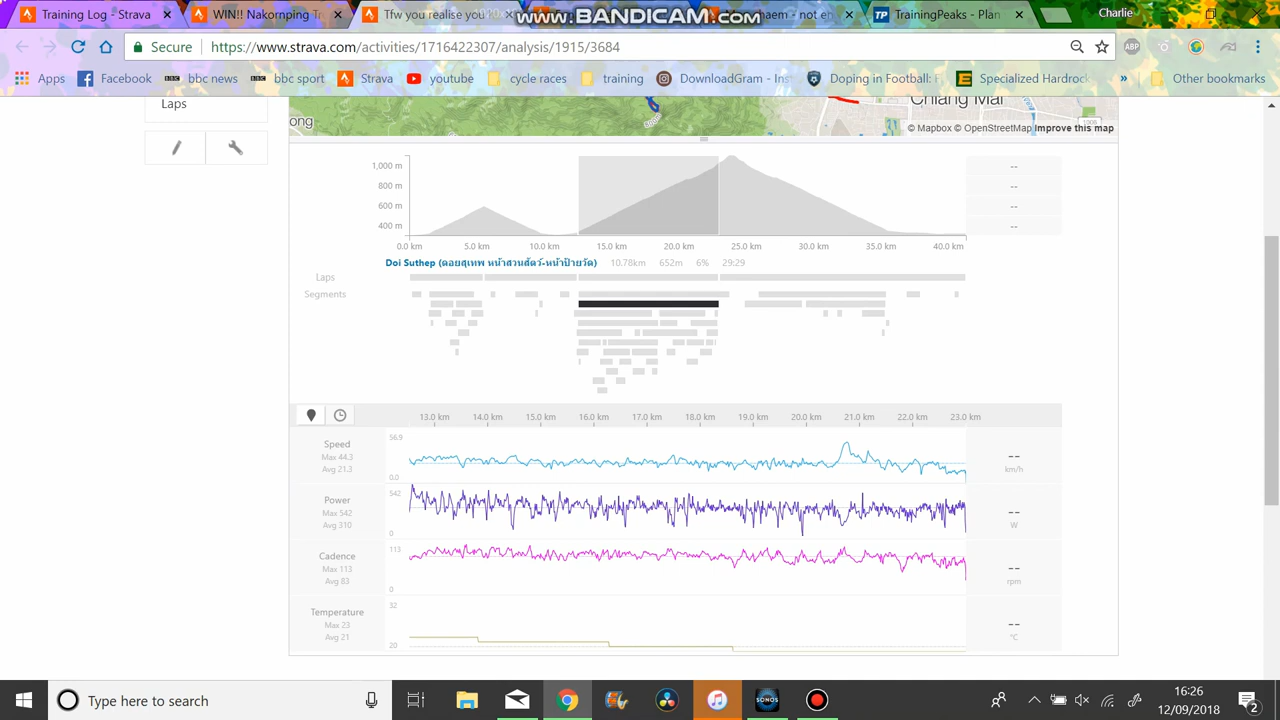 Training Log - Strava
WIN!! Nakornping T
Tfw you realise you
www.BANDICAM.com
aem - not en
TrainingPeaks - Plan
Charlie
Secure
https://www.strava.com/activities/1716422307/analysis/1915/3684
ABP
Apps
Facebook
BBC bbc news
BBC bbc sport
Strava
youtube
cycle races
training
DownloadGram - Ins
Doping in Football: F
Specialized Hardrock
»
Other bookmarks
Laps
ong
Chiang Mai
1006
© Mapbox © OpenStreetMap Improve this map
1,000 m
800 m
600 m
400 m
--
--
--
--
0.0 km 5.0 km 10.0 km 15.0 km 20.0 km 25.0 km 30.0 km 35.0 km 40.0 km
Doi Suthep (ดอยสุเทพ หน้าสวนสัตว์-หน้าป้ายวัด) 10.78km 652m 6% 29:29
Laps
Segments
13.0 km 14.0 km 15.0 km 16.0 km 17.0 km 18.0 km 19.0 km 20.0 km 21.0 km 22.0 km 23.0 km
Speed
Max 44.3
Avg 21.3
56.9
0.0
--
km/h
Power
Max 542
Avg 310
542
0
--
W
Cadence
Max 113
Avg 83
113
0
--
rpm
Temperature
Max 23
Avg 21
32
20
--
°C
Type here to search
SONOS
16:26
12/09/2018
2